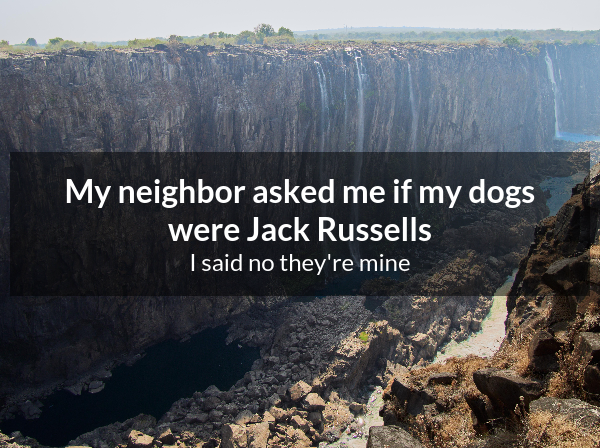 My neighbor asked me if my dogs
were Jack Russells
I said no they're mine